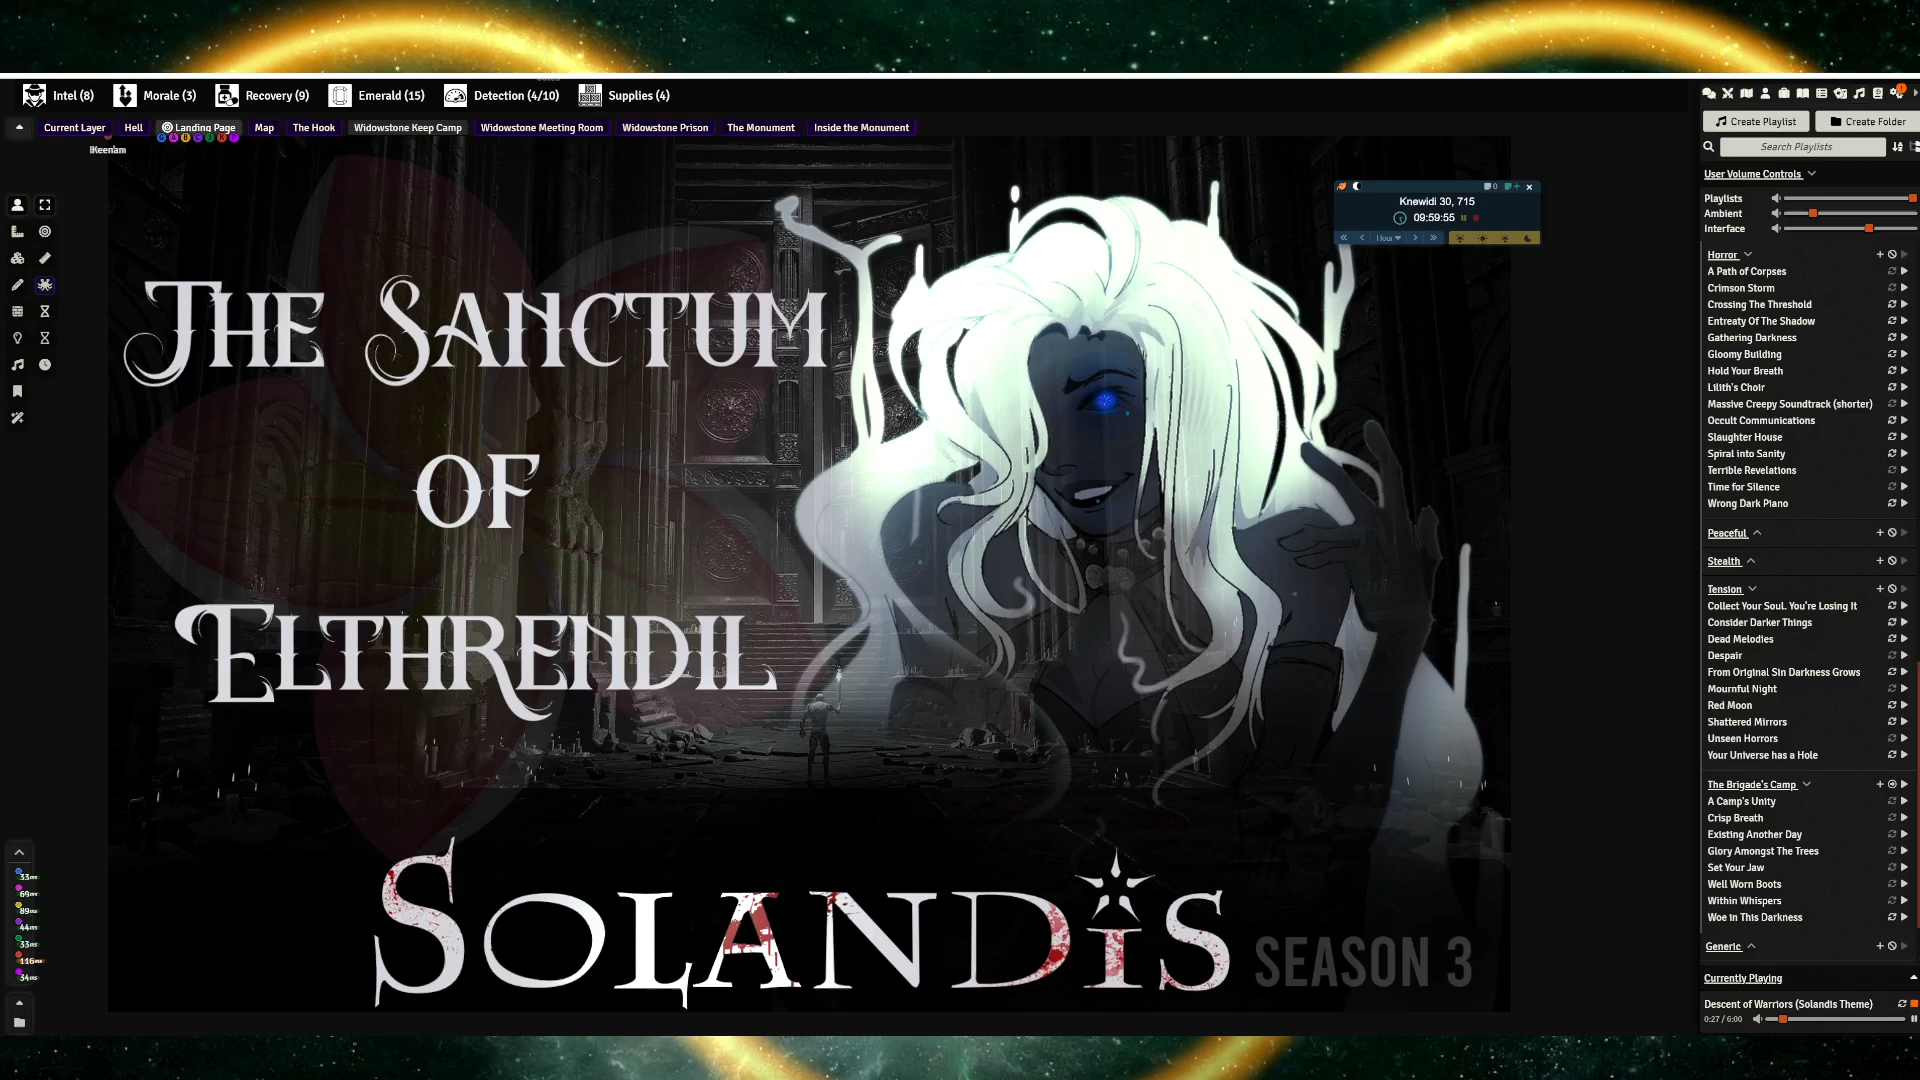 Intel (8) Morale (3) Recovery (9) Emerald (15) Detection (4/10) Supplies (4)
Current Layer Hell Landing Page Map The Hook Widowstone Keep Camp Widowstone Meeting Room Widowstone Prison The Monument Inside the Monument
G A B C J K P
Create Playlist Create Folder
Search Playlists
User Volume Controls
Playlists
Ambient
Interface
Knewidi 30, 715
09:59:55
Hour
0
THE SANCTUM
OF
ELTHRENDIL
SOLANDIS SEASON 3
Horror
A Path of Corpses
Crimson Storm
Crossing The Threshold
Entreaty Of The Shadow
Gathering Darkness
Gloomy Building
Hold Your Breath
Lilith's Choir
Massive Creepy Soundtrack (shorter)
Occult Communications
Slaughter House
Spiral into Sanity
Terrible Revelations
Time for Silence
Wrong Dark Piano
Peaceful
Stealth
Tension
Collect Your Soul. You're Losing It
Consider Darker Things
Dead Melodies
Despair
From Original Sin Darkness Grows
Mournful Night
Red Moon
Shattered Mirrors
Unseen Horrors
Your Universe has a Hole
The Brigade's Camp
A Camp's Unity
Crisp Breath
Existing Another Day
Glory Amongst The Trees
Set Your Jaw
Well Worn Boots
Within Whispers
Woe in This Darkness
Generic
Currently Playing
Descent of Warriors (Solandis Theme)
0:27 / 6:00
33ms
69ms
89ms
44ms
33ms
116ms
34ms